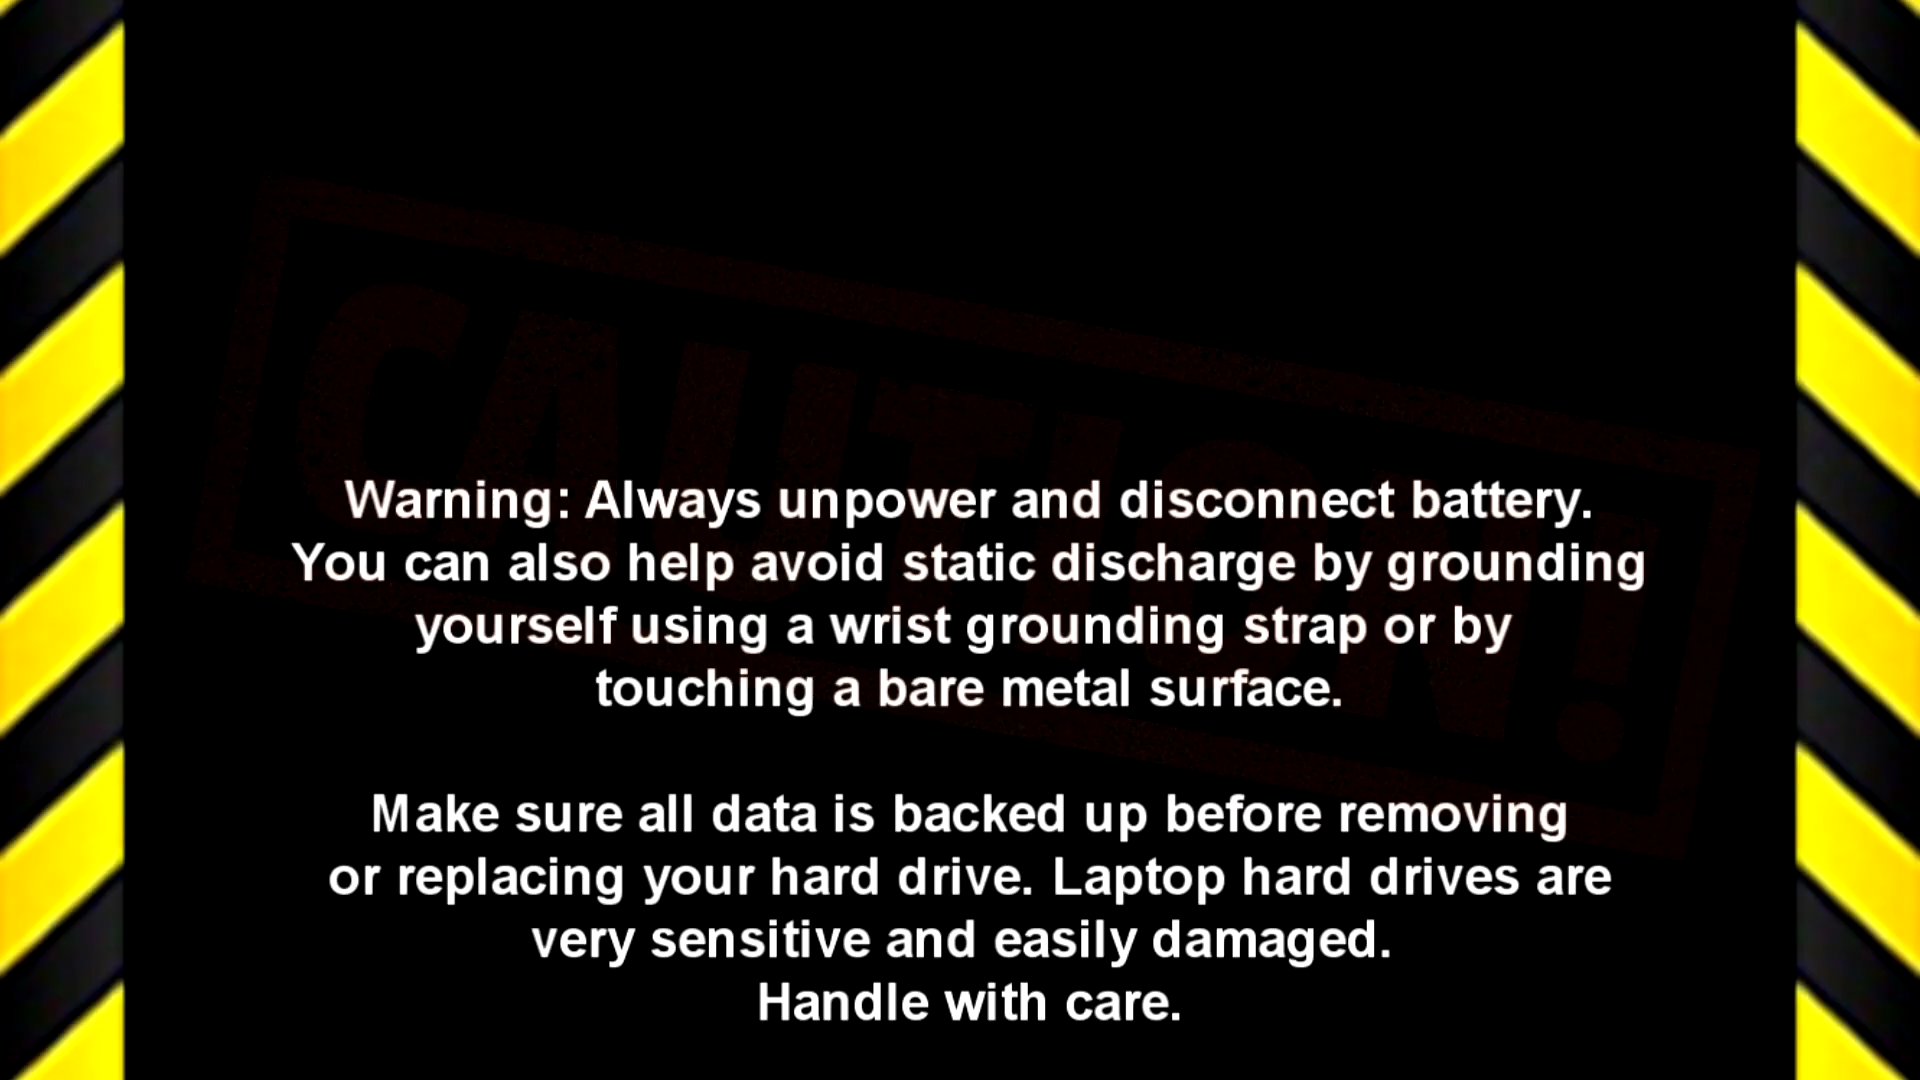 CAUTION!
Warning: Always unpower and disconnect battery.
You can also help avoid static discharge by grounding
yourself using a wrist grounding strap or by
touching a bare metal surface.
Make sure all data is backed up before removing
or replacing your hard drive. Laptop hard drives are
very sensitive and easily damaged.
Handle with care.